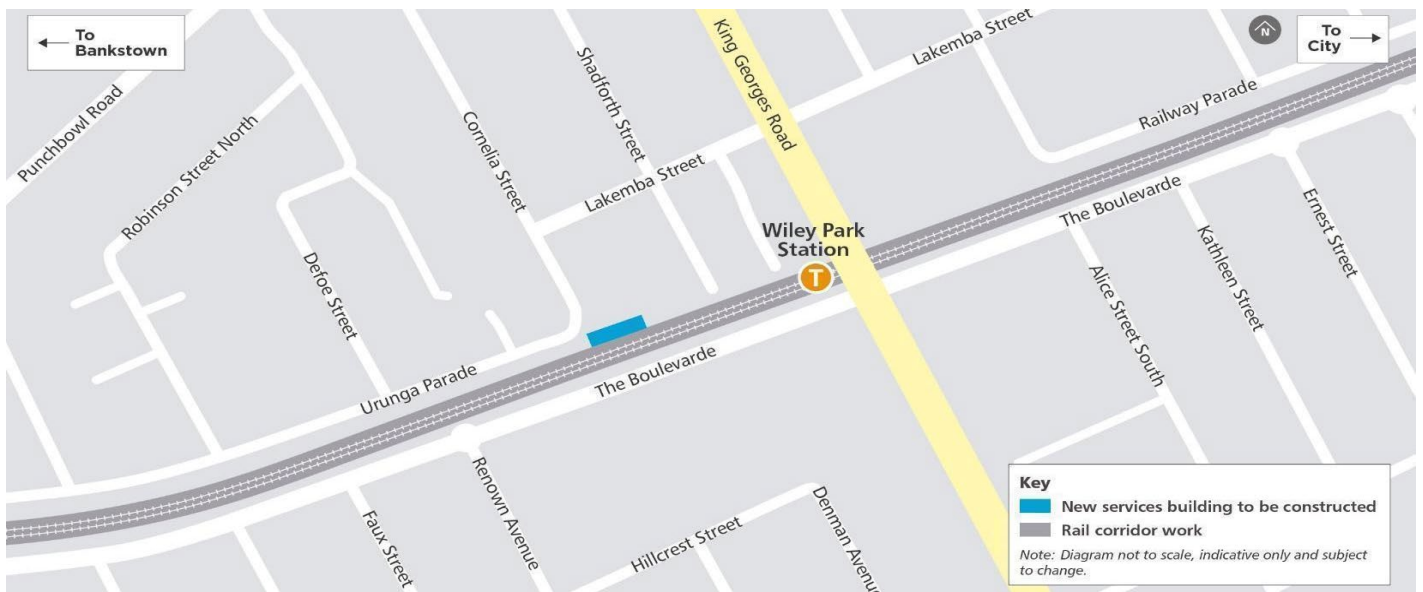 To
Bankstown
Punchbowl Road
Robinson Street North
Defoe Street
Urunga Parade
Cornelia Street
Shadforth Street
Lakemba Street
King Georges Road
Lakemba Street
N
To
City
Railway Parade
Wiley Park
Station
T
The Boulevarde
The Boulevarde
Ernest Street
Kathleen Street
Alice Street South
Renown Avenue
Faux Street
Hillcrest Street
Denman Avenue
Key
New services building to be constructed
Rail corridor work
Note: Diagram not to scale, indicative only and subject
to change.